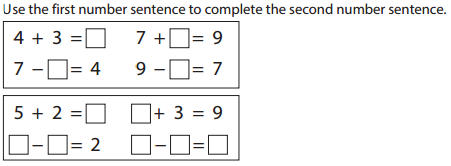 Use the first number sentence to complete the second number sentence.
4 + 3 = □ 7 + □ = 9
7 − □ = 4 9 − □ = 7
5 + 2 = □ □ + 3 = 9
□ − □ = 2 □ − □ = □